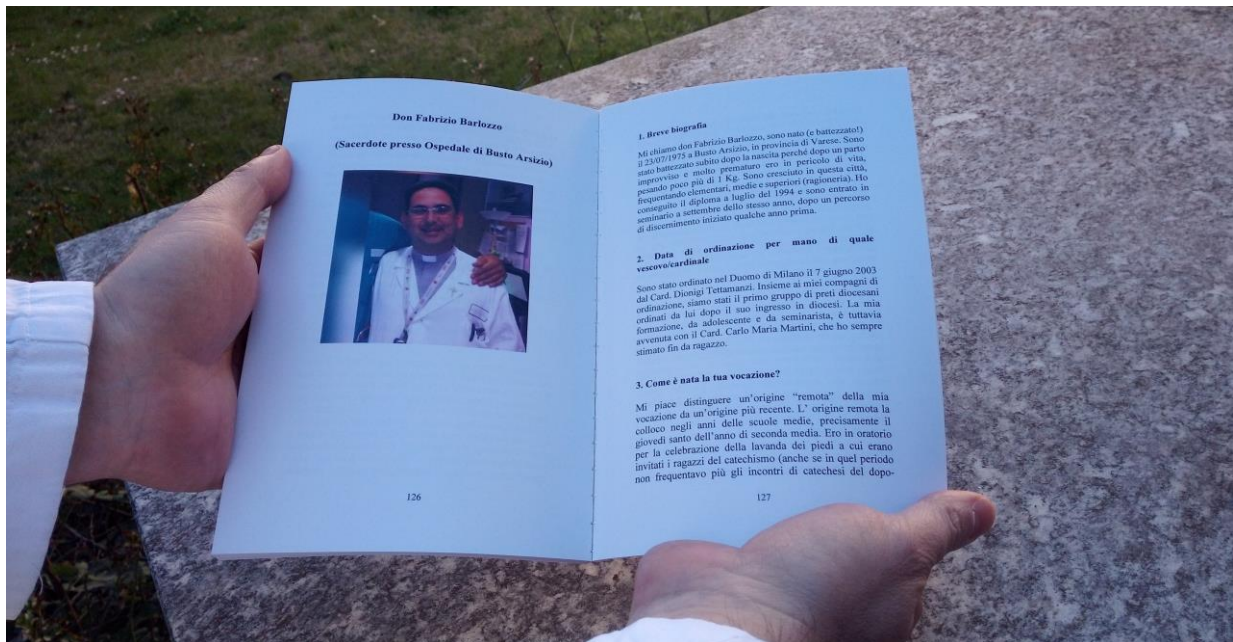 Don Fabrizio Barlozzo
(Sacerdote presso Ospedale di Busto Arsizio)
126
1. Breve biografia
Mi chiamo don Fabrizio Barlozzo, sono nato (e battezzato!)
il 23/07/1975 a Busto Arsizio, in provincia di Varese. Sono
stato battezzato subito dopo la nascita perché dopo un parto
improvviso e molto prematuro ero in pericolo di vita,
pesando poco più di 1 Kg. Sono cresciuto in questa città,
frequentando elementari, medie e superiori (ragioneria). Ho
conseguito il diploma a luglio del 1994 e sono entrato in
seminario a settembre dello stesso anno, dopo un percorso
di discernimento iniziato qualche anno prima.
2. Data di ordinazione per mano di quale
vescovo/cardinale
Sono stato ordinato nel Duomo di Milano il 7 giugno 2003
dal Card. Dionigi Tettamanzi. Insieme ai miei compagni di
ordinazione, siamo stati il primo gruppo di preti diocesani
ordinati da lui dopo il suo ingresso in diocesi. La mia
formazione, da adolescente e da seminarista, è tuttavia
avvenuta con il Card. Carlo Maria Martini, che ho sempre
stimato fin da ragazzo.
3. Come è nata la tua vocazione?
Mi piace distinguere un'origine “remota” della mia
vocazione da un'origine più recente. L' origine remota la
colloco negli anni delle scuole medie, precisamente il
giovedì santo dell'anno di seconda media. Ero in oratorio
per la celebrazione della lavanda dei piedi a cui erano
invitati i ragazzi del catechismo (anche se in quel periodo
non frequentavo più gli incontri di catechesi del dopo-
127